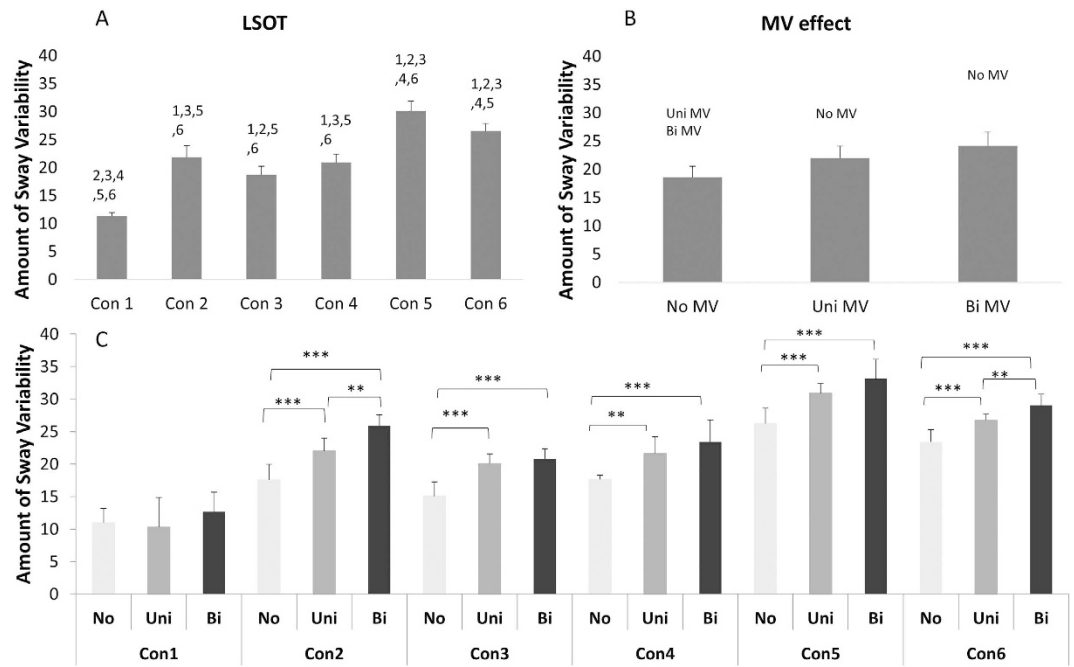 A
LSOT
Amount of Sway Variability
40
35
30
25
20
15
10
5
0
2,3,4
,5,6
1,3,5
,6
1,2,5
,6
1,3,5
,6
1,2,3
,4,6
1,2,3
,4,5
Con 1 Con 2 Con 3 Con 4 Con 5 Con 6
B
MV effect
Amount of Sway Variability
40
35
30
25
20
15
10
5
0
Uni MV
Bi MV
No MV
No MV
No MV Uni MV Bi MV
C
Amount of Sway Variability
40
35
30
25
20
15
10
5
0
*** *** **
*** ***
*** **
*** ***
*** *** **
No Uni Bi No Uni Bi No Uni Bi No Uni Bi No Uni Bi No Uni Bi
Con1 Con2 Con3 Con4 Con5 Con6